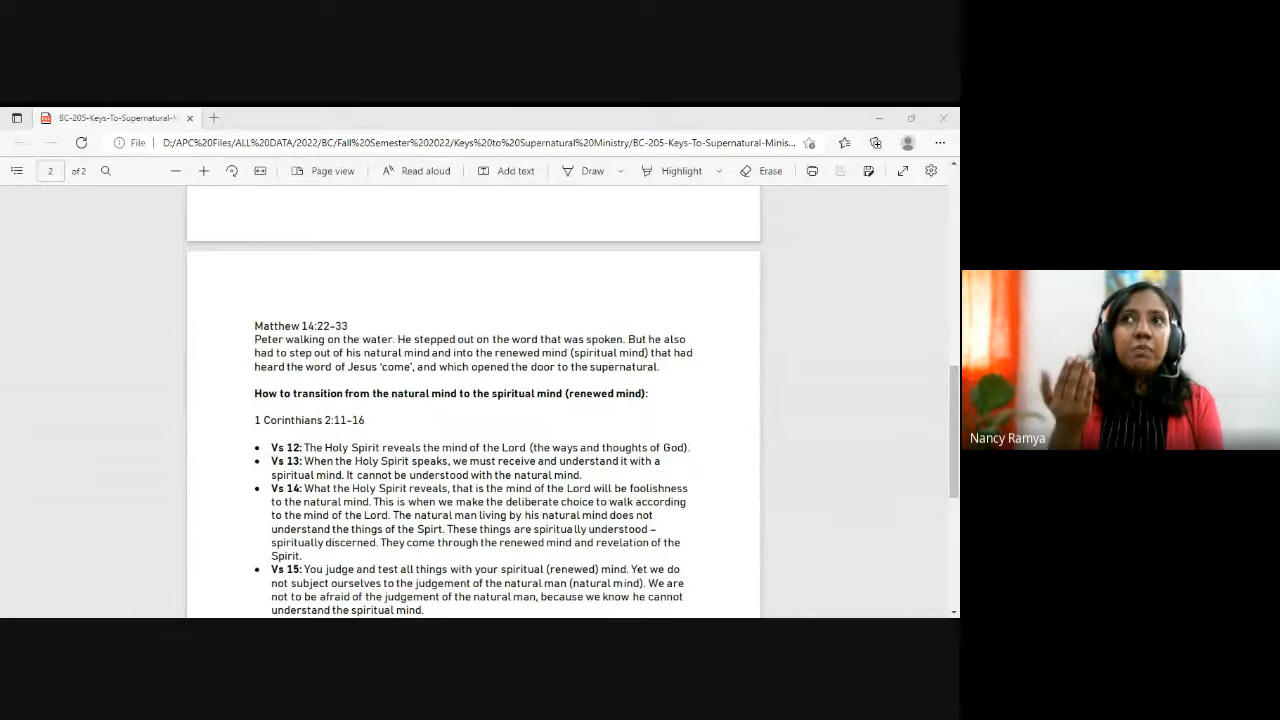 BC-205-Keys-To-Supernatural-M
File
D:/APC%20Files/ALL%20DATA/2022/BC/Fall%20Semester%202022/Keys%20to%20Supernatural%20Ministry/BC-205-Keys-To-Supernatural-Minis...
2 of 2
Page view
Read aloud
Add text
Draw
Highlight
Erase
Matthew 14:22-33
Peter walking on the water. He stepped out on the word that was spoken. But he also
had to step out of his natural mind and into the renewed mind (spiritual mind) that had
heard the word of Jesus ‘come’, and which opened the door to the supernatural.
How to transition from the natural mind to the spiritual mind (renewed mind):
1 Corinthians 2:11-16
• Vs 12: The Holy Spirit reveals the mind of the Lord (the ways and thoughts of God).
• Vs 13: When the Holy Spirit speaks, we must receive and understand it with a
spiritual mind. It cannot be understood with the natural mind.
• Vs 14: What the Holy Spirit reveals, that is the mind of the Lord will be foolishness
to the natural mind. This is when we make the deliberate choice to walk according
to the mind of the Lord. The natural man living by his natural mind does not
understand the things of the Spirt. These things are spiritually understood –
spiritually discerned. They come through the renewed mind and revelation of the
Spirit.
• Vs 15: You judge and test all things with your spiritual (renewed) mind. Yet we do
not subject ourselves to the judgement of the natural man (natural mind). We are
not to be afraid of the judgement of the natural man, because we know he cannot
understand the spiritual mind.
Nancy Ramya